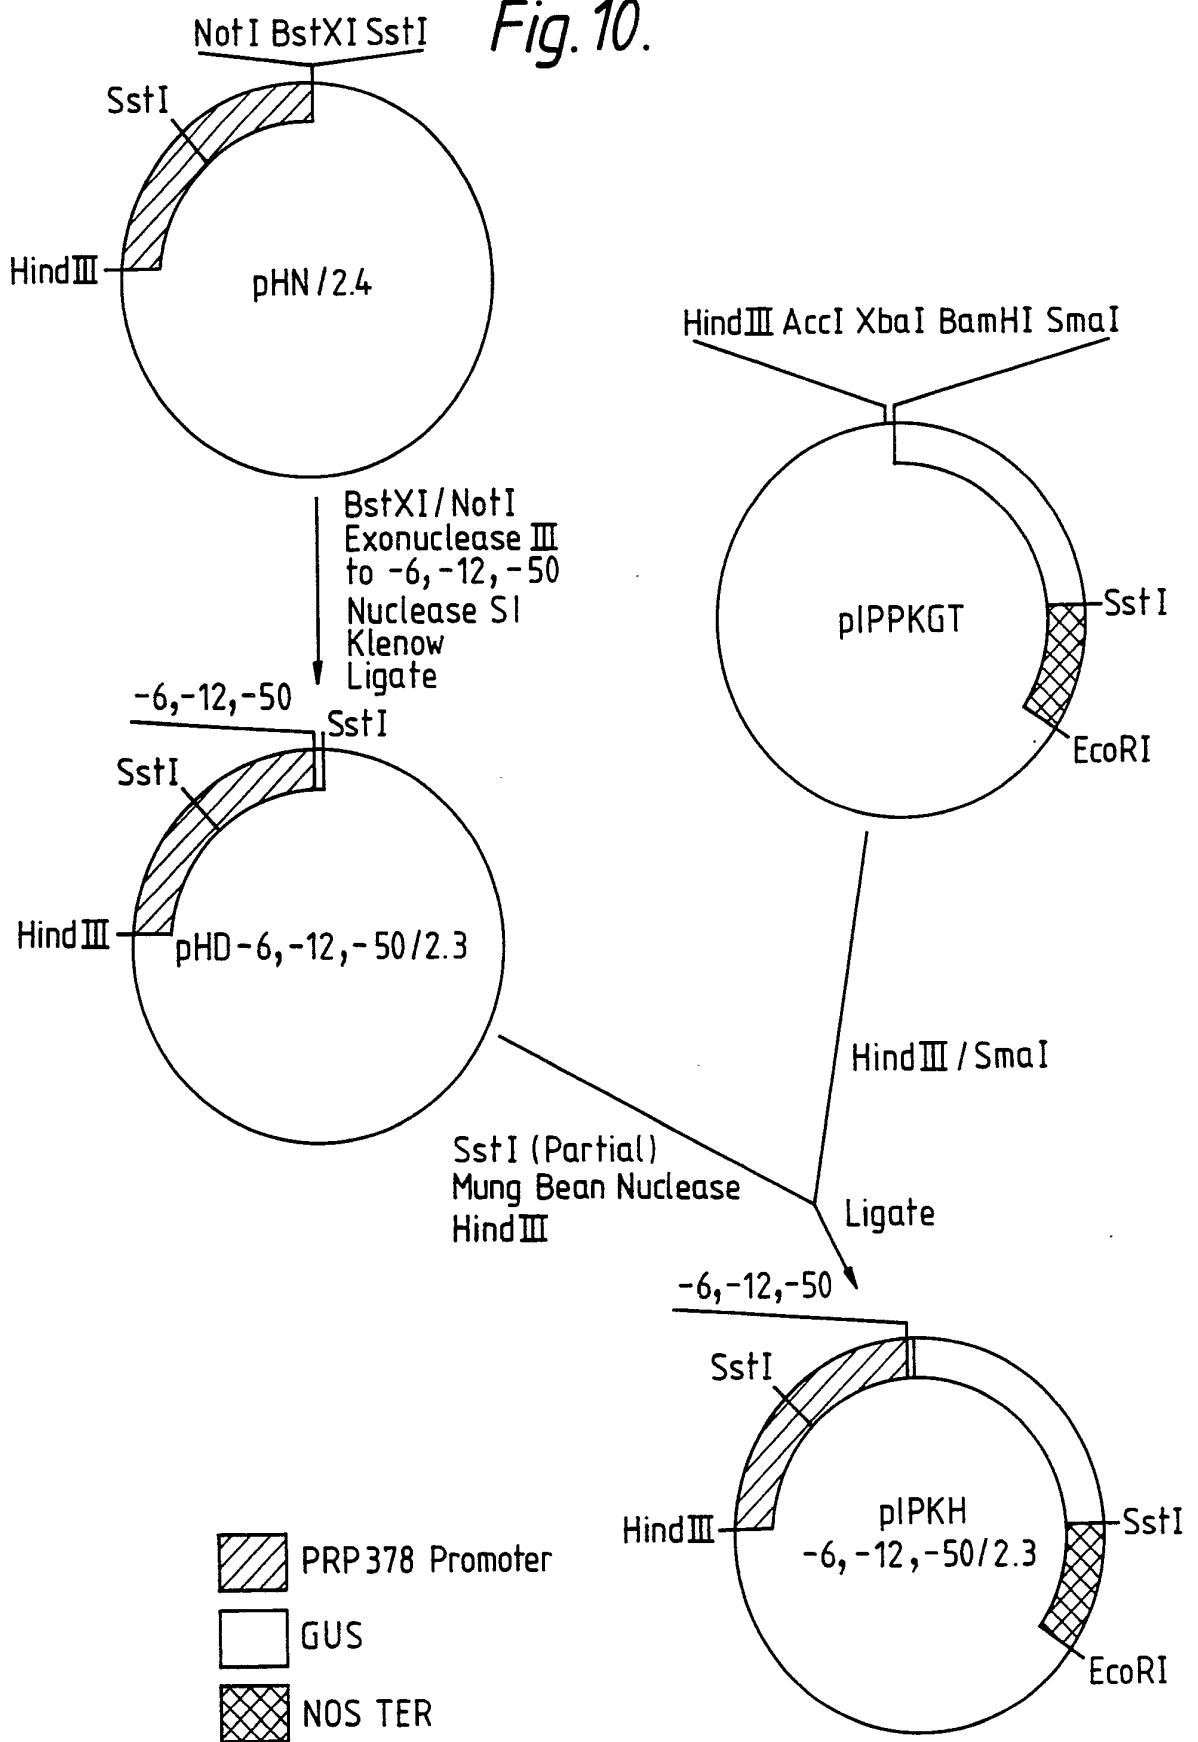 Fig. 10.
NotI BstXI SstI
SstI
HindIII
pHN/2.4
HindIII AccI XbaI BamHI SmaI
BstXI/NotI
Exonuclease III
to -6,-12,-50
Nuclease SI
Klenow
Ligate
pIPPKGT
SstI
EcoRI
-6,-12,-50
SstI
SstI
HindIII
pHD-6,-12,-50/2.3
HindIII/SmaI
SstI (Partial)
Mung Bean Nuclease
HindIII
Ligate
-6,-12,-50
SstI
HindIII
pIPKH
-6,-12,-50/2.3
SstI
EcoRI
PRP378 Promoter
GUS
NOS TER